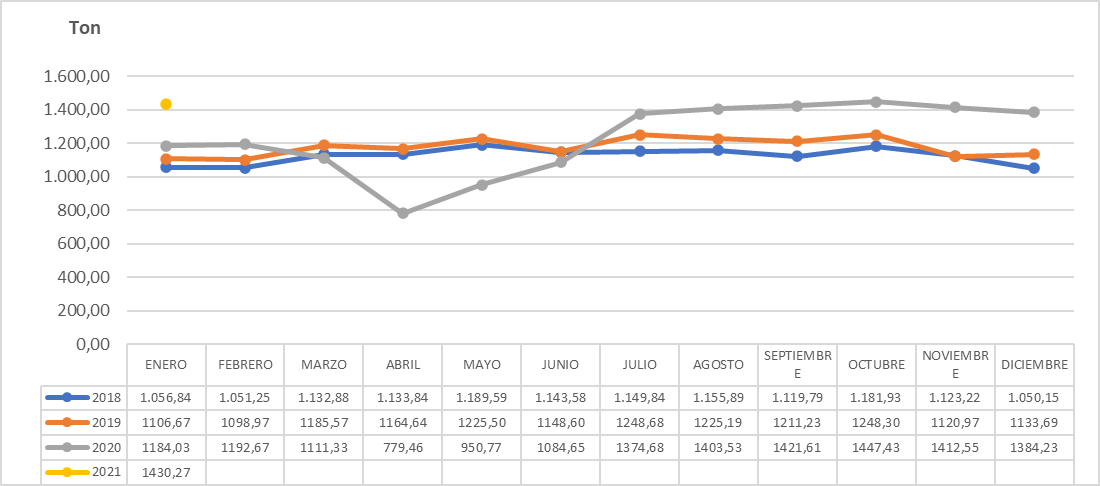 Ton
1.600,00
1.400,00
1.200,00
1.000,00
800,00
600,00
400,00
200,00
0,00
ENERO FEBRERO MARZO ABRIL MAYO JUNIO JULIO AGOSTO SEPTIEMBR OCTUBRE NOVIEMBR DICIEMBRE
E E
2018 1.056,84 1.051,25 1.132,88 1.133,84 1.189,59 1.143,58 1.149,84 1.155,89 1.119,79 1.181,93 1.123,22 1.050,15
2019 1106,67 1098,97 1185,57 1164,64 1225,50 1148,60 1248,68 1225,19 1211,23 1248,30 1120,97 1133,69
2020 1184,03 1192,67 1111,33 779,46 950,77 1084,65 1374,68 1403,53 1421,61 1447,43 1412,55 1384,23
2021 1430,27